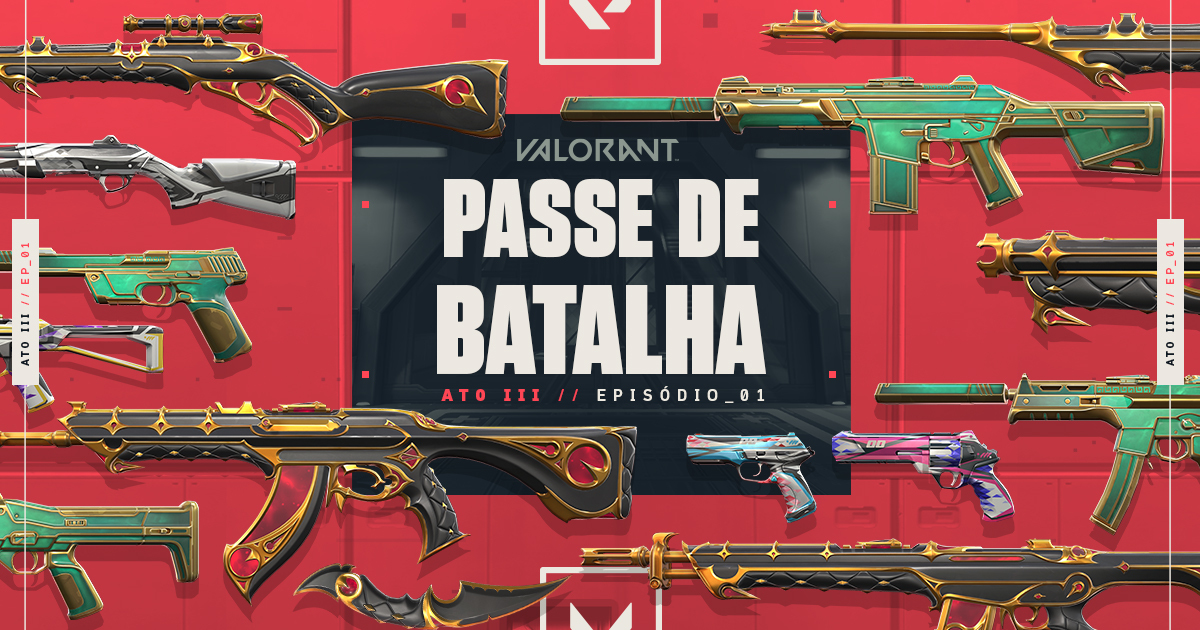 VALORANT
PASSE DE
BATALHA
ATO III // EPISÓDIO_01
ATO III // EP_01
ATO III // EP_01